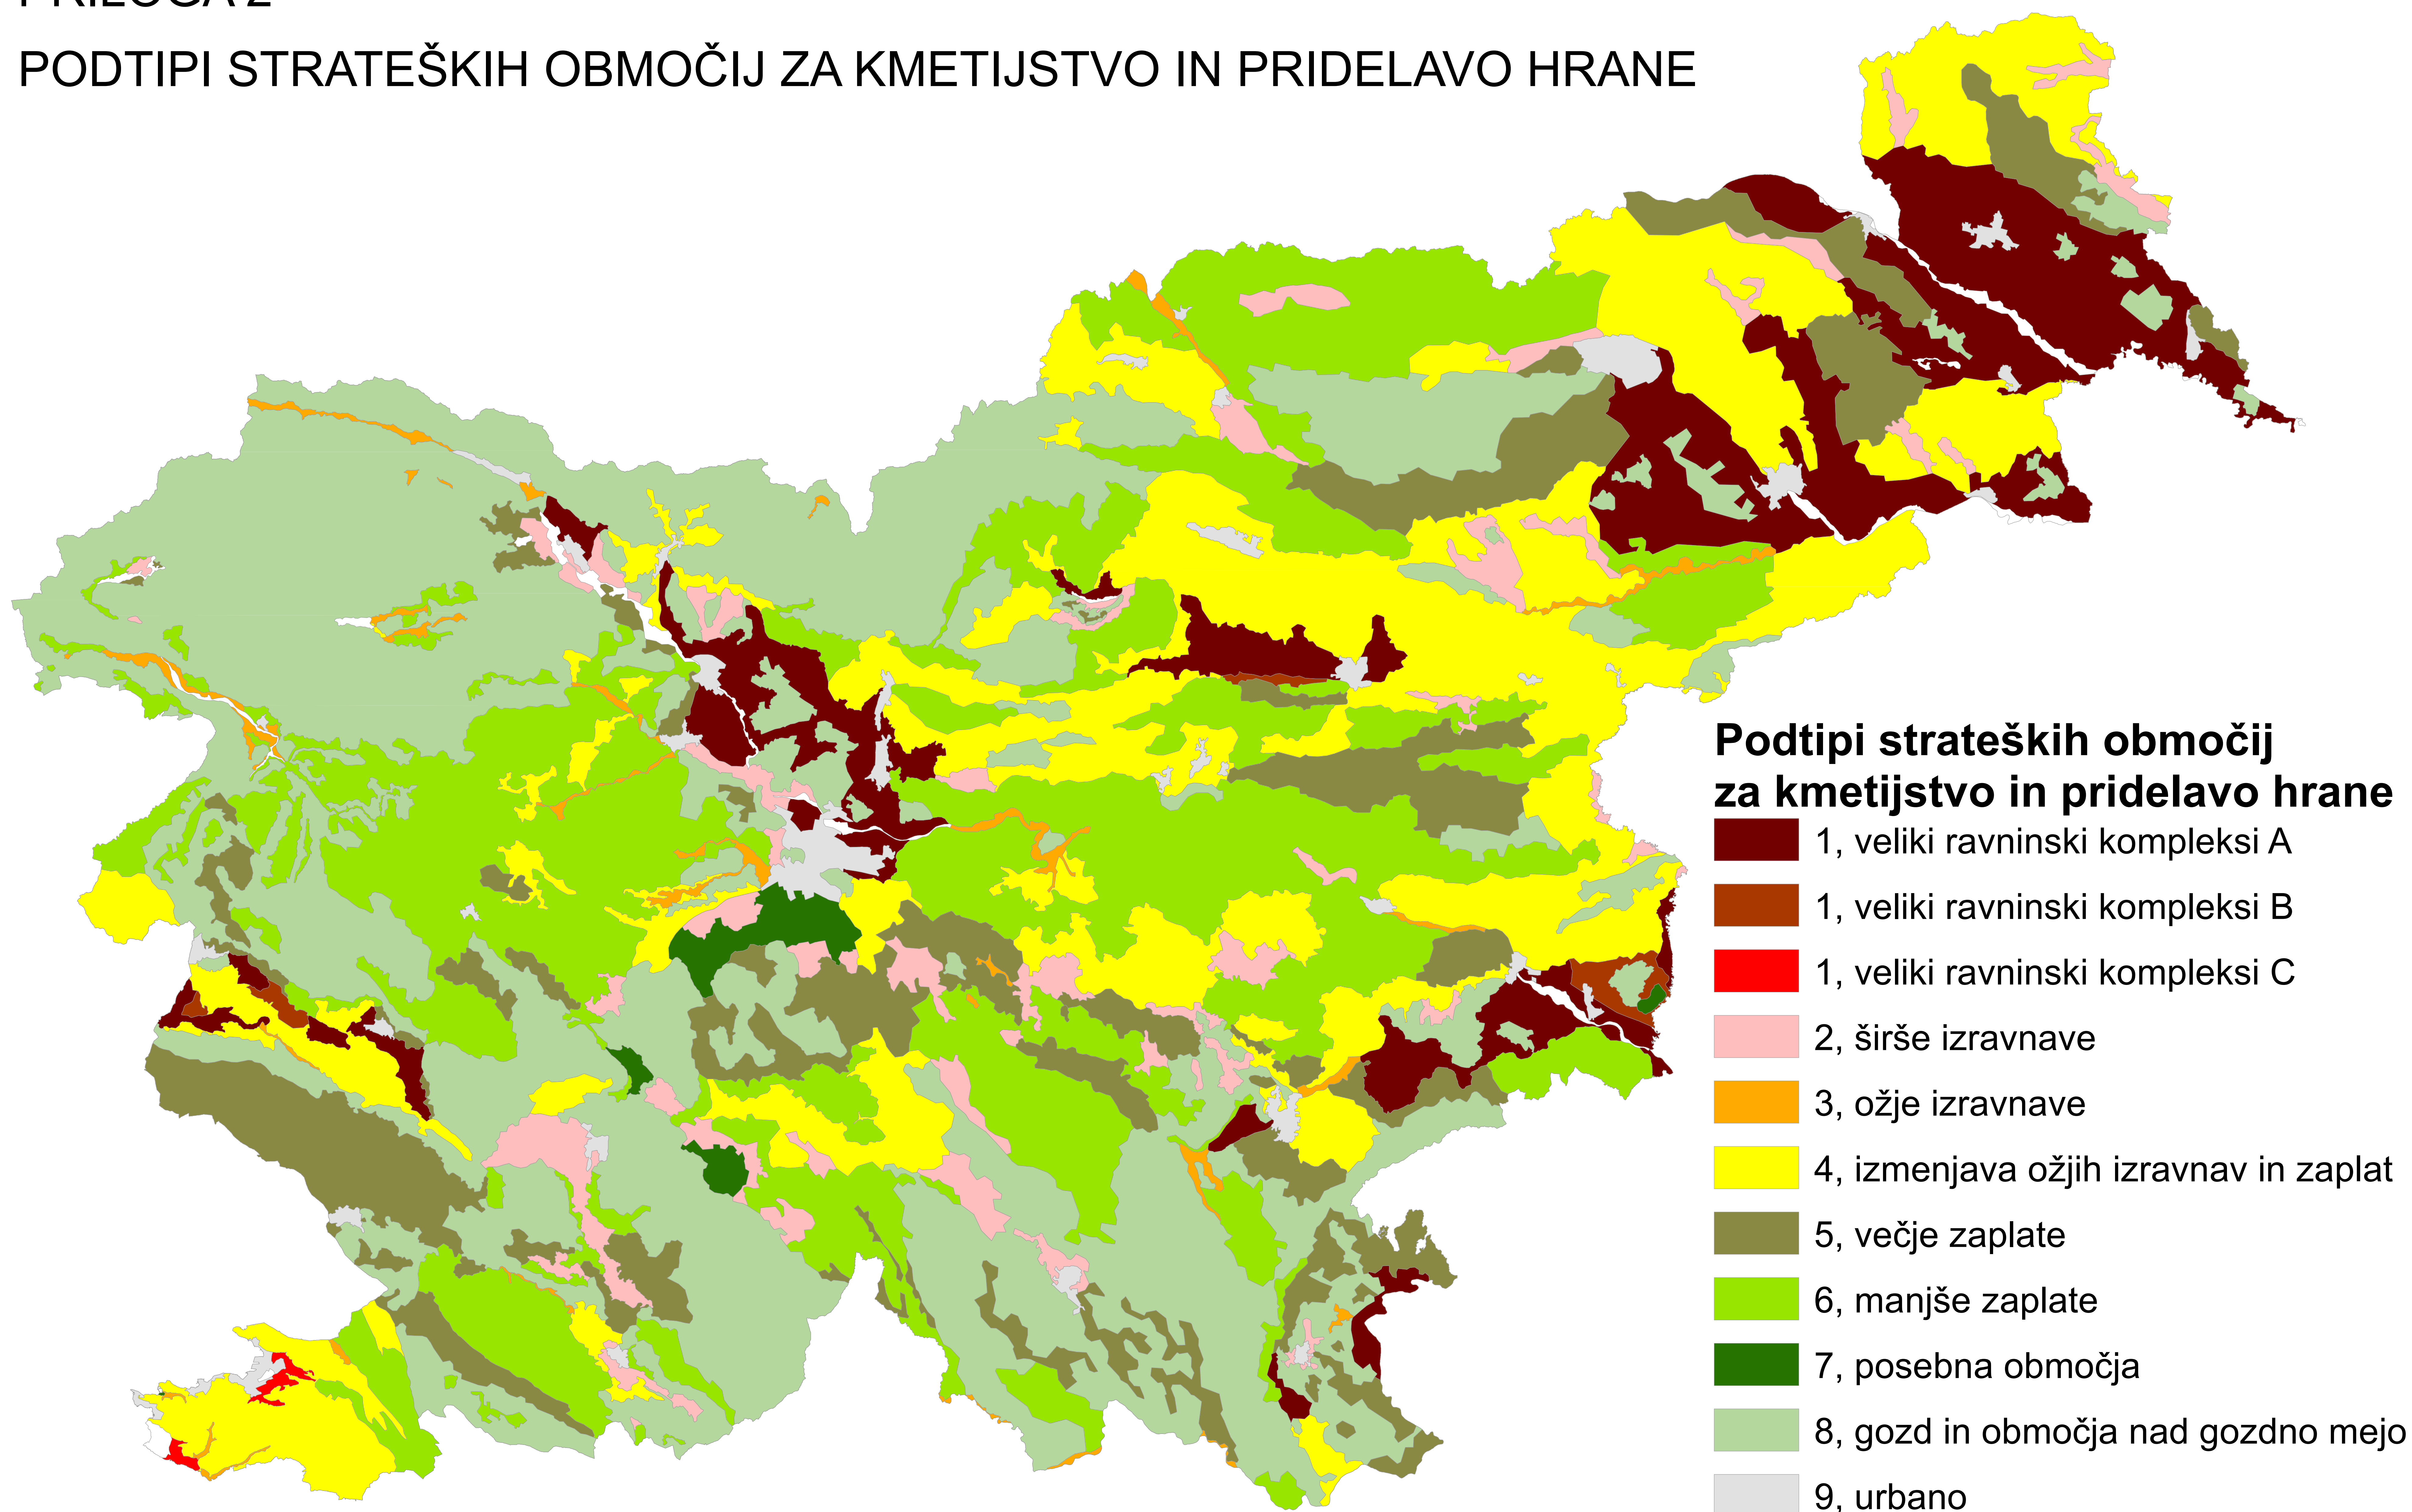 PRILOGA 2
PODTIPI STRATEŠKIH OBMOČIJ ZA KMETIJSTVO IN PRIDELAVO HRANE
Podtipi strateških območij
za kmetijstvo in pridelavo hrane
1, veliki ravninski kompleksi A
1, veliki ravninski kompleksi B
1, veliki ravninski kompleksi C
2, širše izravnave
3, ožje izravnave
4, izmenjava ožjih izravnav in zaplat
5, večje zaplate
6, manjše zaplate
7, posebna območja
8, gozd in območja nad gozdno mejo
9, urbano